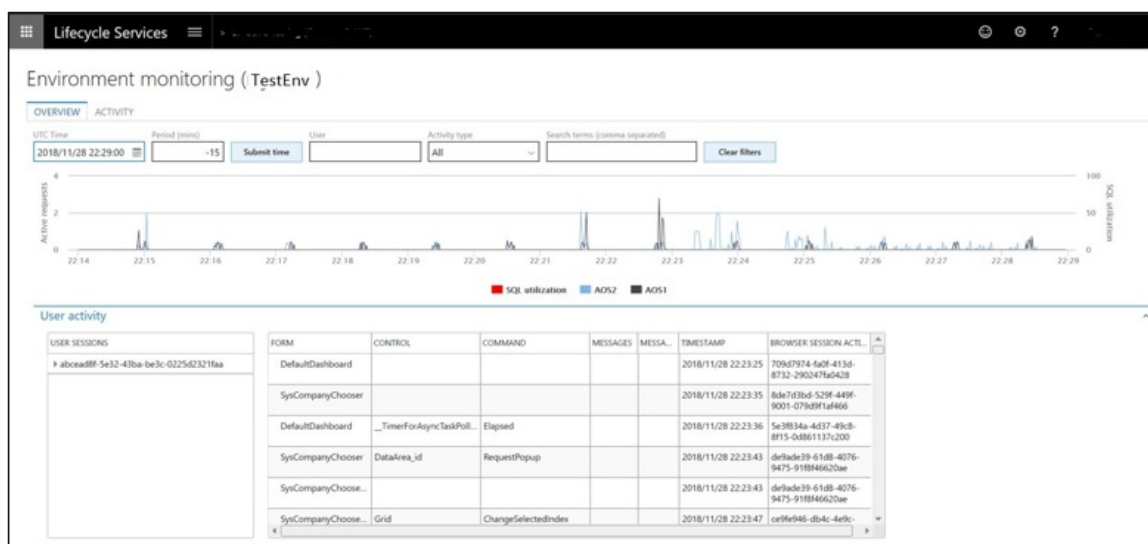 Lifecycle Services
?
Environment monitoring ( TestEnv )
OVERVIEW ACTIVITY
UTC Time Period (mins) User Activity type Search terms (comma separated)
2018/11/28 22:29:00 -15 Submit time All Clear filters
Active requests
4
2
0
100
50
0
SQL utilization
22:14 22:15 22:16 22:17 22:18 22:19 22:20 22:21 22:22 22:23 22:24 22:25 22:26 22:27 22:28 22:29
SQL utilization AOS2 AOS1
User activity
USER SESSIONS
abcead8f-5e32-43ba-be3c-0225d2321faa
FORM CONTROL COMMAND MESSAGES MESSA... TIMESTAMP BROWSER SESSION ACTI...
DefaultDashboard 2018/11/28 22:23:25 709d7974-fa0f-413d-
8732-290247fa0428
SysCompanyChooser 2018/11/28 22:23:35 8de7d3bd-529f-449f-
9001-079d9f1af466
DefaultDashboard __TimerForAsyncTaskPoll... Elapsed 2018/11/28 22:23:36 5e3f834a-4d37-49c8-
8f15-0d861137c200
SysCompanyChooser DataArea_id RequestPopup 2018/11/28 22:23:43 de9ade39-61d8-4076-
9475-91f8f46620ae
SysCompanyChoose... 2018/11/28 22:23:43 de9ade39-61d8-4076-
9475-91f8f46620ae
SysCompanyChoose... Grid ChangeSelectedIndex 2018/11/28 22:23:47 ce9fe946-db4c-4e9c-